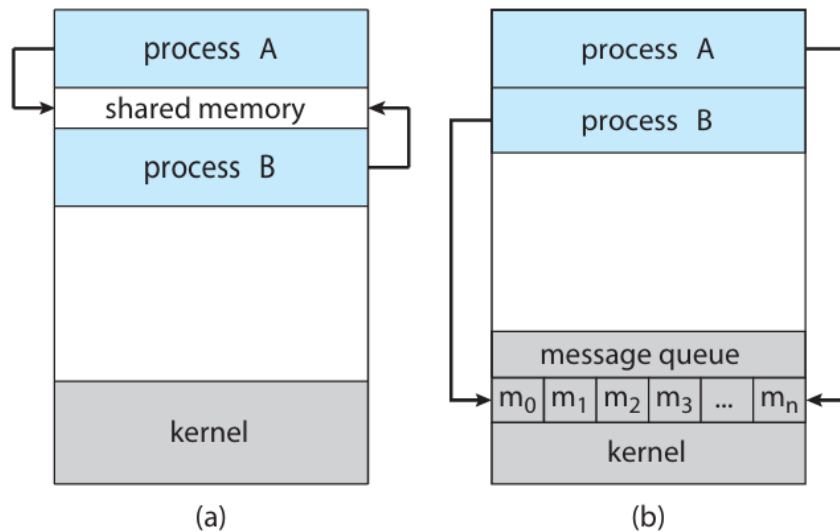 process A
shared memory
process B
kernel
(a)
process A
process B
message queue
m₀ m₁ m₂ m₃ ... mₙ
kernel
(b)